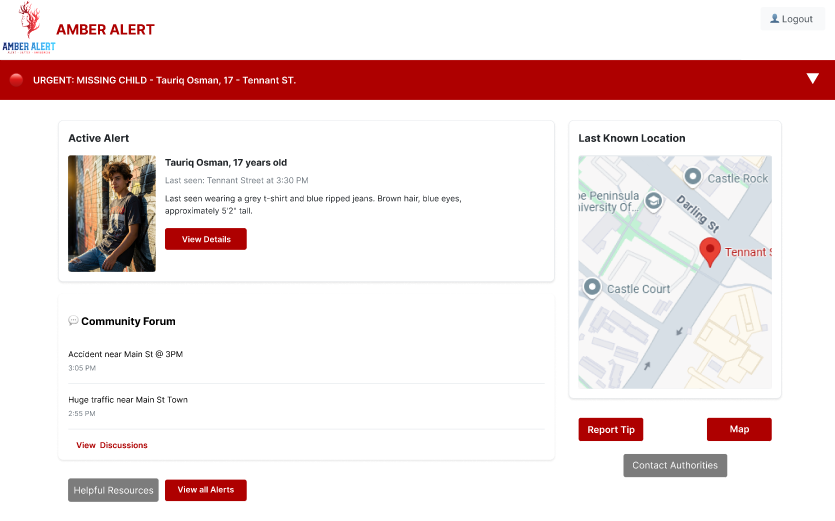 AMBER ALERT
AMBER ALERT
Logout
URGENT: MISSING CHILD - Tauriq Osman, 17 - Tennant ST.
Active Alert
Tauriq Osman, 17 years old
Last seen: Tennant Street at 3:30 PM
Last seen wearing a grey t-shirt and blue ripped jeans. Brown hair, blue eyes,
approximately 5'2" tall.
View Details
Community Forum
Accident near Main St @ 3PM
3:05 PM
Huge traffic near Main St Town
2:55 PM
View Discussions
Helpful Resources
View all Alerts
Last Known Location
Castle Rock
pe Peninsula
niversity Of...
Darling St
Tennant S
Castle Court
Report Tip
Map
Contact Authorities